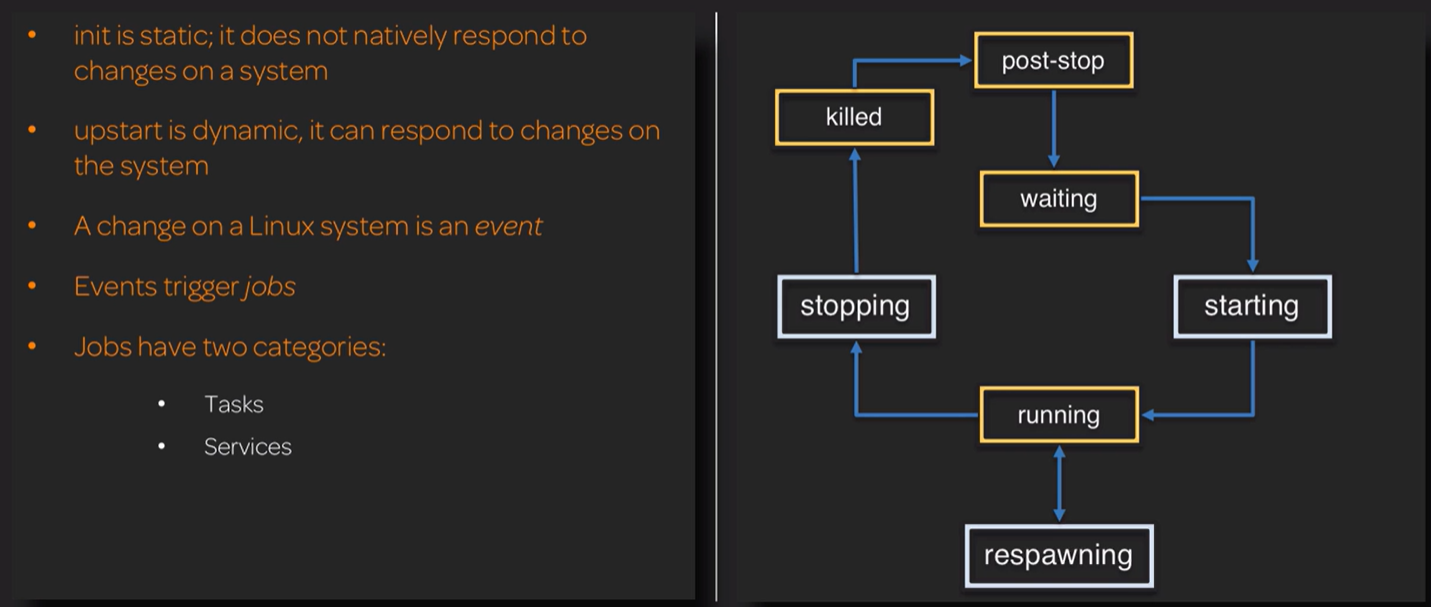 • init is static; it does not natively respond to
changes on a system
• upstart is dynamic, it can respond to changes on
the system
• A change on a Linux system is an event
• Events trigger jobs
• Jobs have two categories:
• Tasks
• Services
post-stop
killed
waiting
stopping
starting
running
respawning